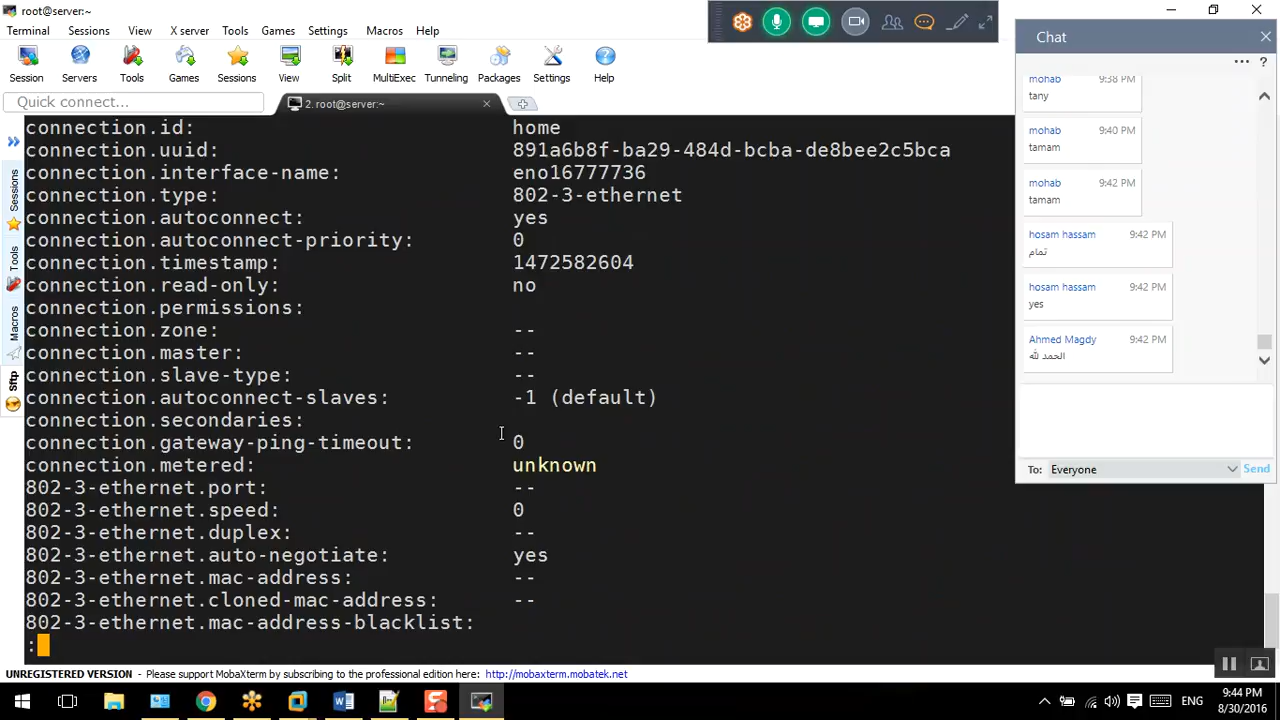 root@server:~
Terminal Sessions View X server Tools Games Settings Macros Help
Session Servers Tools Games Sessions View Split MultiExec Tunneling Packages Settings Help
Quick connect...
2. root@server:~
Sessions
Tools
Macros
Sftp
connection.id: home
connection.uuid: 891a6b8f-ba29-484d-bcba-de8bee2c5bca
connection.interface-name: eno16777736
connection.type: 802-3-ethernet
connection.autoconnect: yes
connection.autoconnect-priority: 0
connection.timestamp: 1472582604
connection.read-only: no
connection.permissions:
connection.zone: --
connection.master: --
connection.slave-type: --
connection.autoconnect-slaves: -1 (default)
connection.secondaries:
connection.gateway-ping-timeout: 0
connection.metered: unknown
802-3-ethernet.port: --
802-3-ethernet.speed: 0
802-3-ethernet.duplex: --
802-3-ethernet.auto-negotiate: yes
802-3-ethernet.mac-address: --
802-3-ethernet.cloned-mac-address: --
802-3-ethernet.mac-address-blacklist:
:
Chat
... ?
mohab 9:38 PM
tany
mohab 9:40 PM
tamam
mohab 9:42 PM
tamam
hosam hassam 9:42 PM
تمام
hosam hassam 9:42 PM
yes
Ahmed Magdy 9:42 PM
الحمد لله
To: Everyone Send
UNREGISTERED VERSION - Please support MobaXterm by subscribing to the professional edition here: http://mobaxterm.mobatek.net
ENG
9:44 PM
8/30/2016